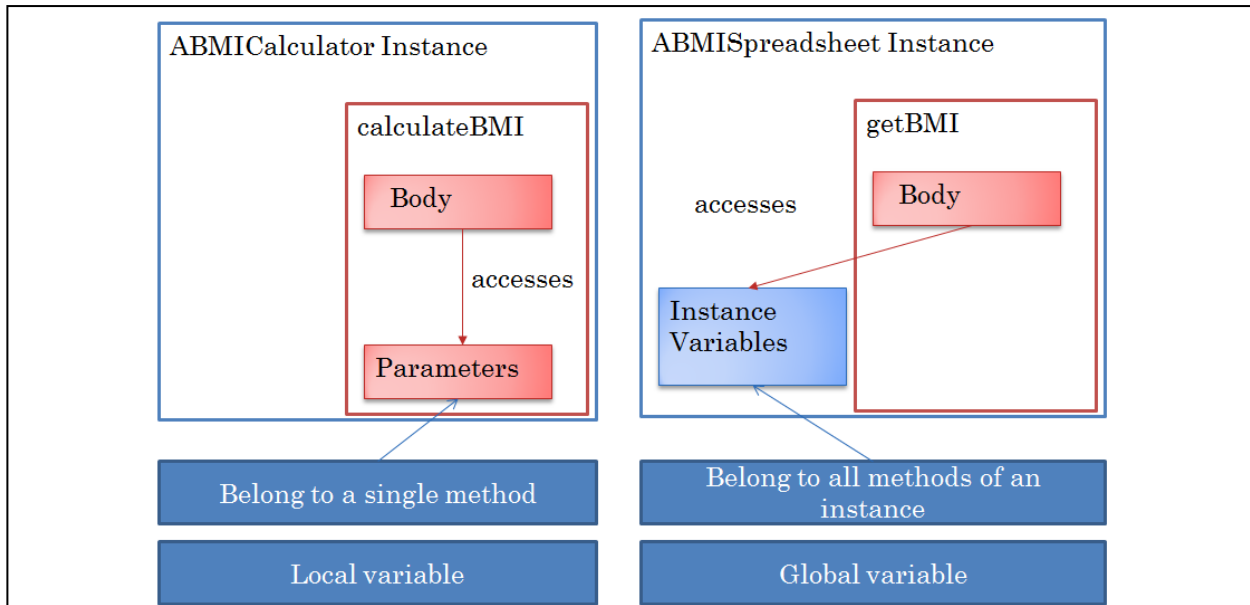 ABMICalculator Instance
calculateBMI
Body
accesses
Parameters
Belong to a single method
Local variable
ABMISpreadsheet Instance
getBMI
Body
accesses
Instance
Variables
Belong to all methods of an
instance
Global variable